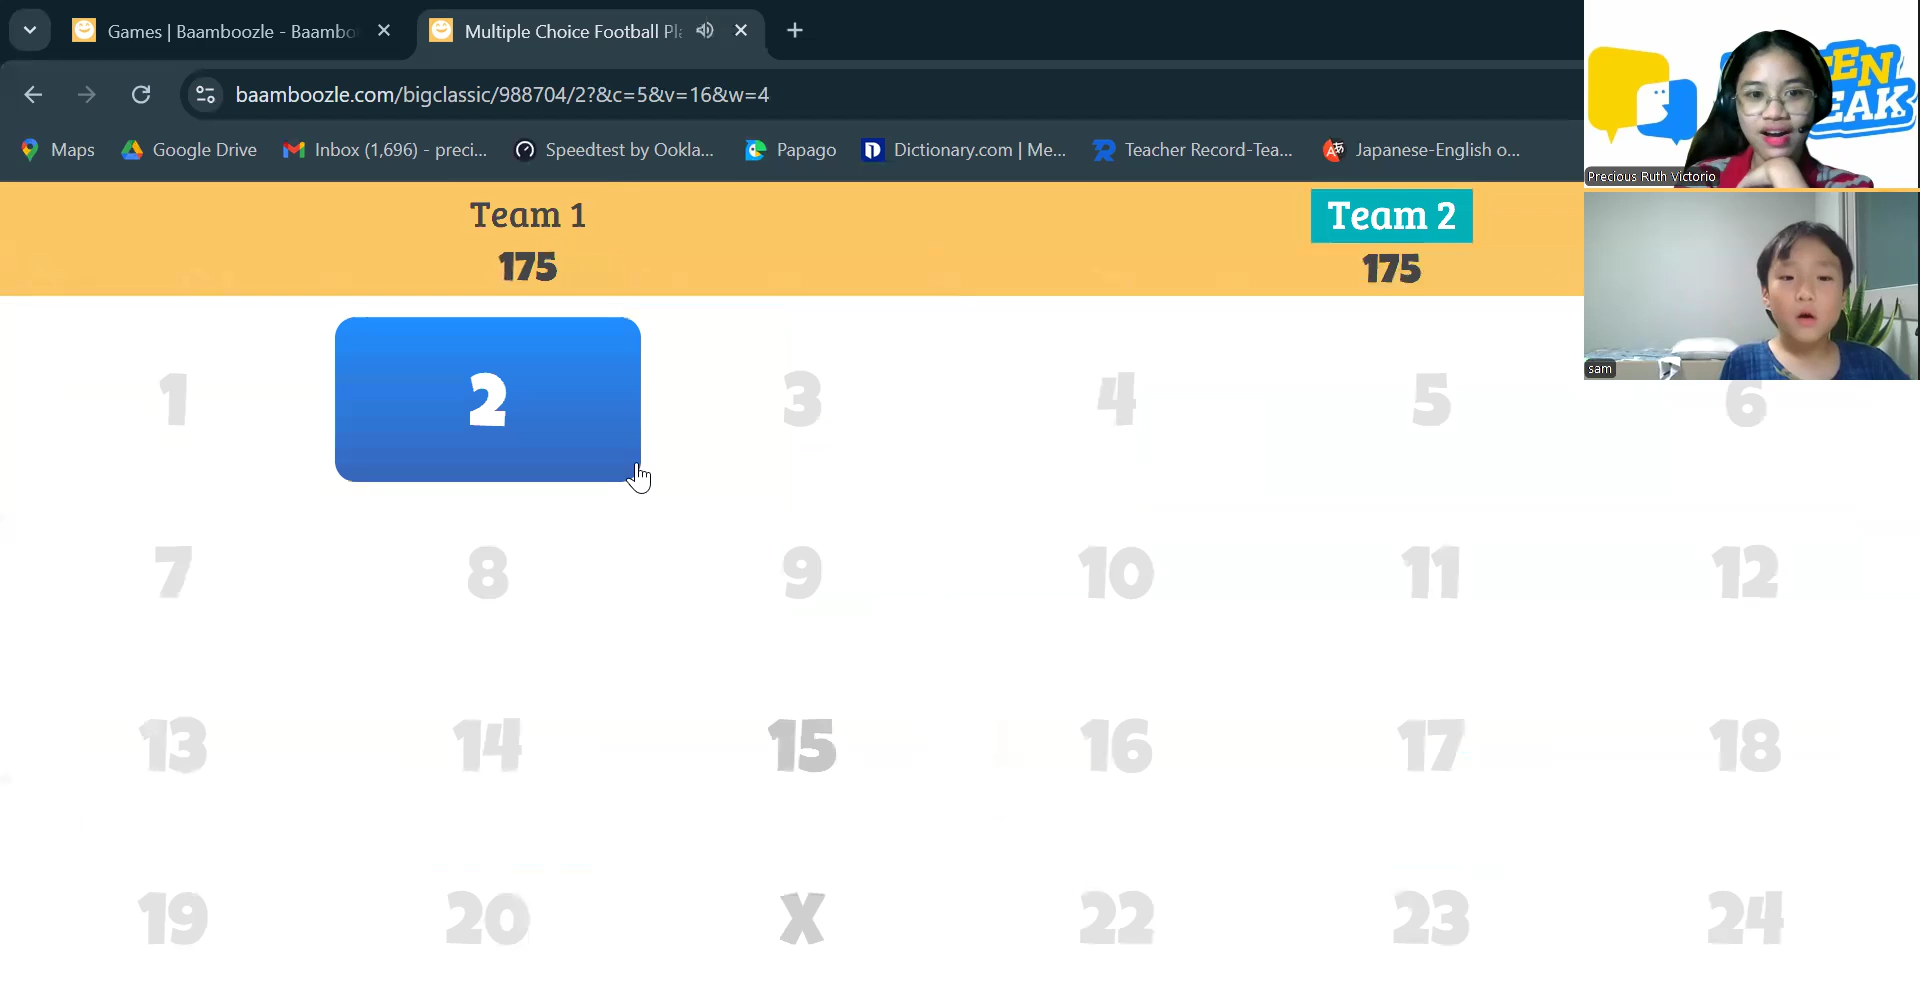 Games | Baamboozle - Baambo
Multiple Choice Football Pl
baamboozle.com/bigclassic/988704/2?&c=5&v=16&w=4
Maps
Google Drive
Inbox (1,696) - preci...
Speedtest by Ookla...
Papago
Dictionary.com | Me...
Teacher Record-Tea...
Japanese-English o...
EN
EAK
Precious Ruth Victorio
sam
Team 1
Team 2
175
175
1 2 3 4 5 6
7 8 9 10 11 12
13 14 15 16 17 18
19 20 X 22 23 24